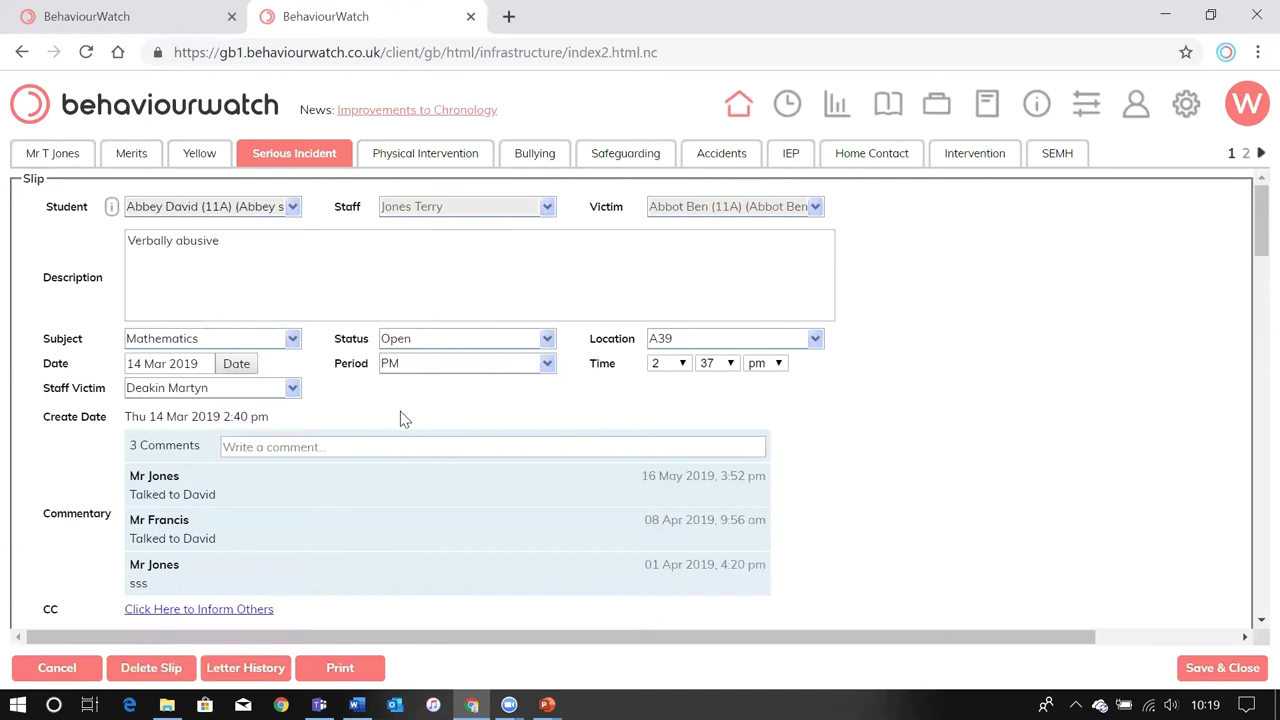 BehaviourWatch
BehaviourWatch
https://gb1.behaviourwatch.co.uk/client/gb/html/infrastructure/index2.html.nc
behaviourwatch
News: Improvements to Chronology
W
Mr T Jones
Merits
Yellow
Serious Incident
Physical Intervention
Bullying
Safeguarding
Accidents
IEP
Home Contact
Intervention
SEMH
1 2
Slip
Student
Abbey David (11A) (Abbey s
Staff
Jones Terry
Victim
Abbot Ben (11A) (Abbot Ben
Description
Verbally abusive
Subject
Mathematics
Status
Open
Location
A39
Date
14 Mar 2019
Date
Period
PM
Time
2
37
pm
Staff Victim
Deakin Martyn
Create Date
Thu 14 Mar 2019 2:40 pm
Commentary
3 Comments
Write a comment...
Mr Jones
16 May 2019, 3:52 pm
Talked to David
Mr Francis
08 Apr 2019, 9:56 am
Talked to David
Mr Jones
01 Apr 2019, 4:20 pm
sss
CC
Click Here to Inform Others
Cancel
Delete Slip
Letter History
Print
Save & Close
10:19